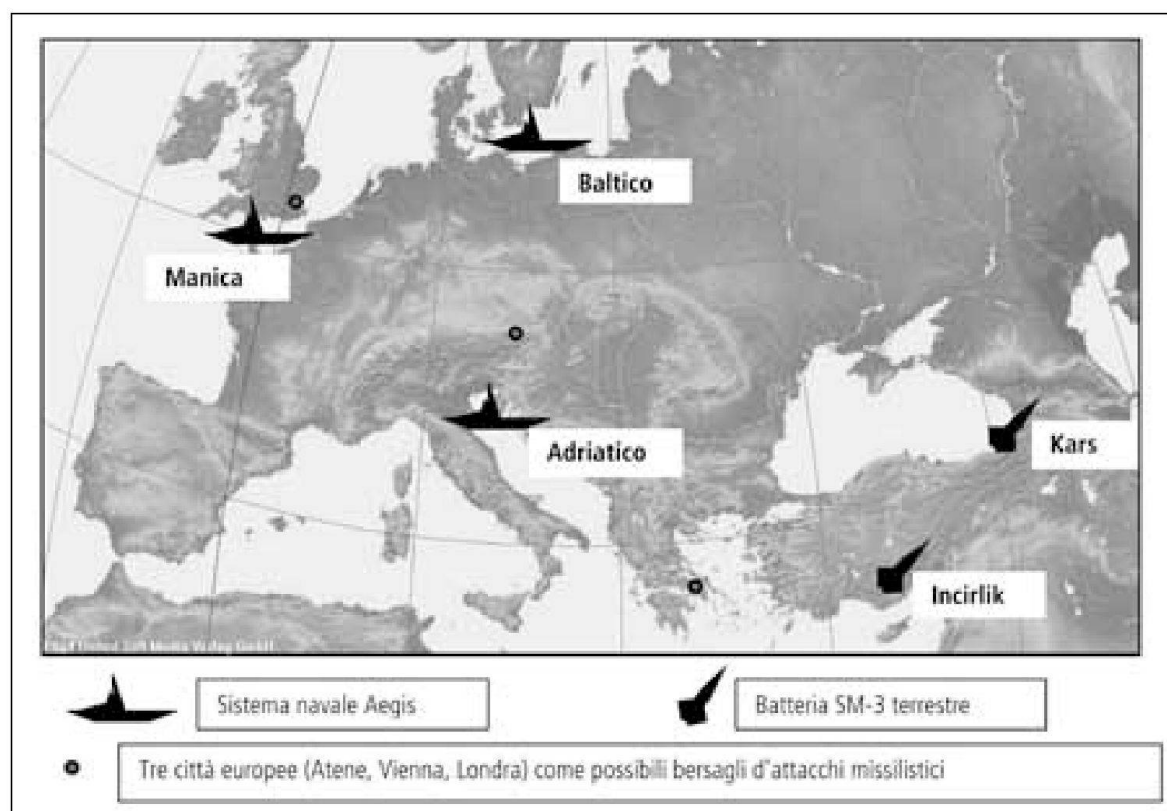 Baltico
Manica
Adriatico
Kars
Incirlik
Sistema navale Aegis
Batteria SM-3 terrestre
Tre città europee (Atene, Vienna, Londra) come possibili bersagli d'attacchi missilistici